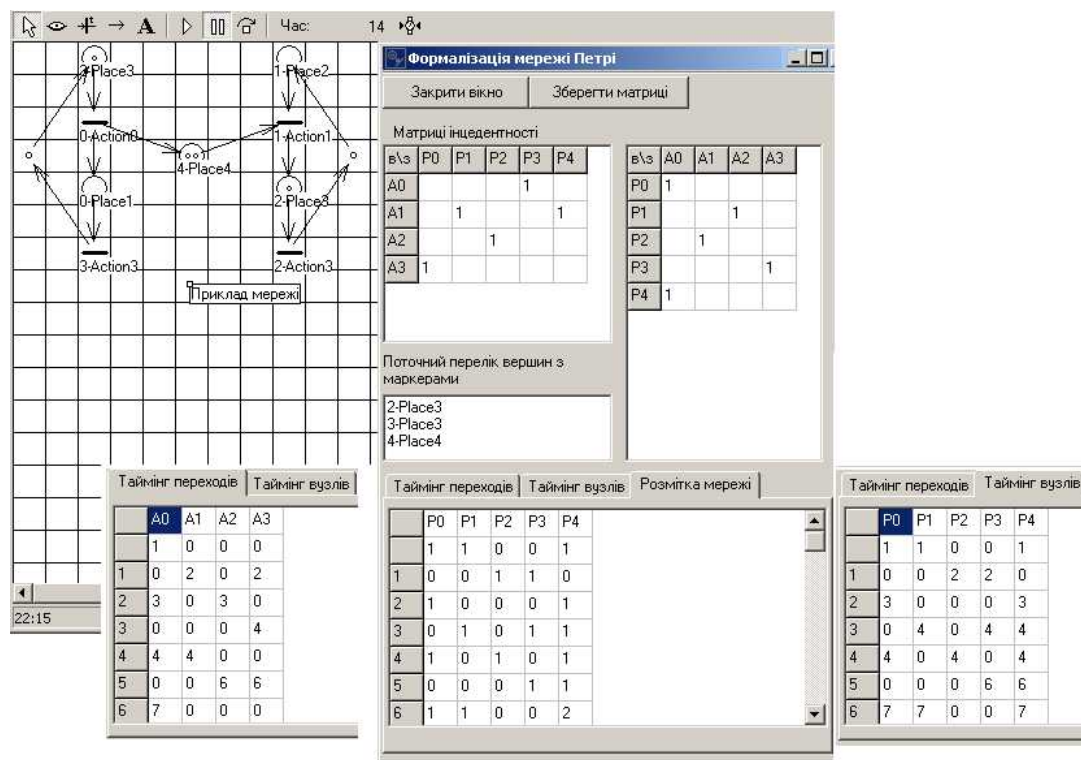 A Час: 14
3-Place3 1-Place2
0-Action0 1-Action1
4-Place4
0-Place1 2-Place3
3-Action3 2-Action3
Приклад мережі
22:15
Формалізація мережі Петрі
Закрити вікно Зберегти матриці
Матриці інцедентності
в\з P0 P1 P2 P3 P4
A0 1
A1 1 1
A2 1
A3 1
в\з A0 A1 A2 A3
P0 1
P1 1
P2 1
P3 1
P4 1
Поточний перелік вершин з
маркерами
2-Place3
3-Place3
4-Place4
Таймінг переходів Таймінг вузлів
A0 A1 A2 A3
1 0 0 0
1 0 2 0 2
2 3 0 3 0
3 0 0 0 4
4 4 4 0 0
5 0 0 6 6
6 7 0 0 0
Таймінг переходів Таймінг вузлів Розмітка мережі
P0 P1 P2 P3 P4
1 1 0 0 1
1 0 0 1 1 0
2 1 0 0 0 1
3 0 1 0 1 1
4 1 0 1 0 1
5 0 0 0 1 1
6 1 1 0 0 2
Таймінг переходів Таймінг вузлів
P0 P1 P2 P3 P4
1 1 0 0 1
1 0 0 2 2 0
2 3 0 0 0 3
3 0 4 0 4 4
4 4 0 4 0 4
5 0 0 0 6 6
6 7 7 0 0 7